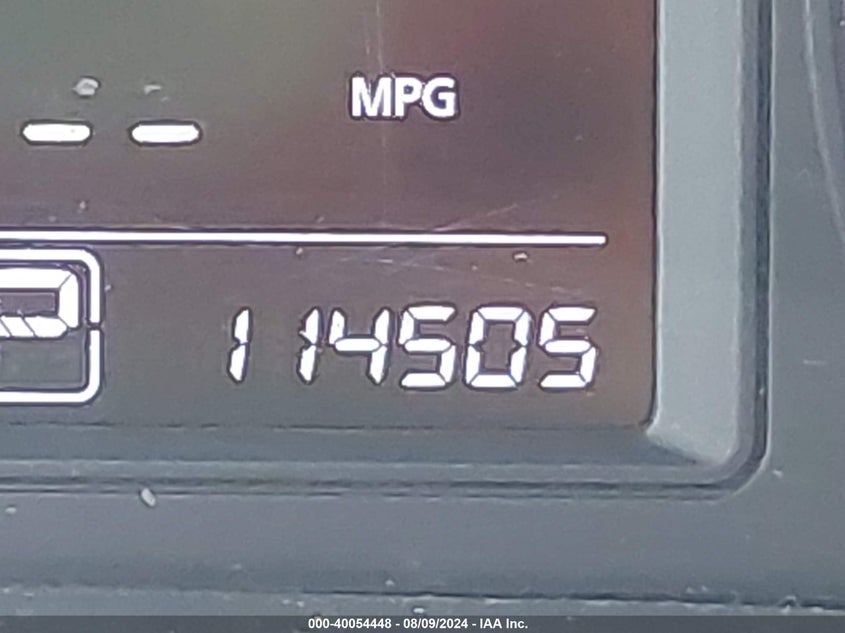 -- MPG
P 114505
000-40054448 - 08/09/2024 - IAA Inc.